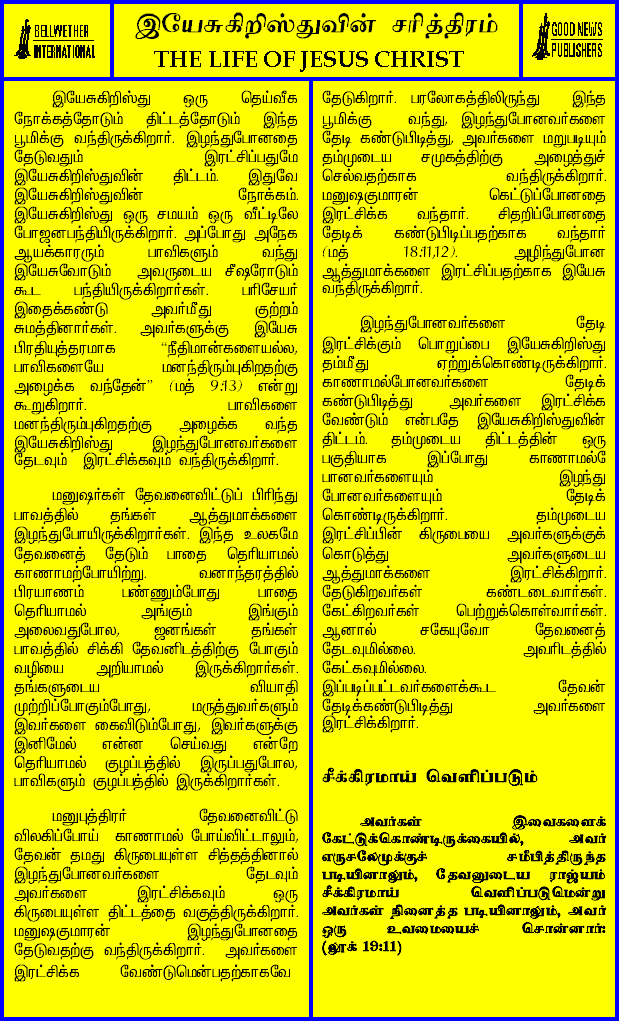 BELLWETHER
INTERNATIONAL
இயேசுகிறிஸ்துவின் சரித்திரம்
THE LIFE OF JESUS CHRIST
GOOD NEWS
PUBLISHERS
இயேசுகிறிஸ்து ஒரு தெய்வீக
நோக்கத்தோடும் திட்டத்தோடும் இந்த
பூமிக்கு வந்திருக்கிறார். இழந்துபோனதை
தேடுவதும் இரட்சிப்பதுமே
இயேசுகிறிஸ்துவின் திட்டம். இதுவே
இயேசுகிறிஸ்துவின் நோக்கம்.
இயேசுகிறிஸ்து ஒரு சமயம் ஒரு வீட்டிலே
போஜனபந்தியிருக்கிறார். அப்போது அநேக
ஆயக்காரரும் பாவிகளும் வந்து
இயேசுவோடும் அவருடைய சீஷரோடும்
கூட பந்தியிருக்கிறார்கள். பரிசேயர்
இதைக்கண்டு அவர்மீது குற்றம்
சுமத்தினார்கள். அவர்களுக்கு இயேசு
பிரதியுத்தரமாக "நீதிமான்களையல்ல,
பாவிகளையே மனந்திரும்புகிறதற்கு
அழைக்க வந்தேன்" (மத் 9:13) என்று
கூறுகிறார். பாவிகளை
மனந்திரும்புகிறதற்கு அழைக்க வந்த
இயேசுகிறிஸ்து இழந்துபோனவர்களை
தேடவும் இரட்சிக்கவும் வந்திருக்கிறார்.
மனுஷர்கள் தேவனைவிட்டுப் பிரிந்து
பாவத்தில் தங்கள் ஆத்துமாக்களை
இழந்துபோயிருக்கிறார்கள். இந்த உலகமே
தேவனைத் தேடும் பாதை தெரியாமல்
காணாமற்போயிற்று. வனாந்தரத்தில்
பிரயாணம் பண்ணும்போது பாதை
தெரியாமல் அங்கும் இங்கும்
அலைவதுபோல, ஜனங்கள் தங்கள்
பாவத்தில் சிக்கி தேவனிடத்திற்கு போகும்
வழியை அறியாமல் இருக்கிறார்கள்.
தங்களுடைய வியாதி
முற்றிப்போகும்போது, மருத்துவர்களும்
இவர்களை கைவிடும்போது, இவர்களுக்கு
இனிமேல் என்ன செய்வது என்றே
தெரியாமல் குழப்பத்தில் இருப்பதுபோல,
பாவிகளும் குழப்பத்தில் இருக்கிறார்கள்.
மனுபுத்திரர் தேவனைவிட்டு
விலகிப்போய் காணாமல் போய்விட்டாலும்,
தேவன் தமது கிருபையுள்ள சித்தத்தினால்
இழந்துபோனவர்களை தேடவும்
அவர்களை இரட்சிக்கவும் ஒரு
கிருபையுள்ள திட்டத்தை வகுத்திருக்கிறார்.
மனுஷகுமாரன் இழந்துபோனதை
தேடுவதற்கு வந்திருக்கிறார். அவர்களை
இரட்சிக்க வேண்டுமென்பதற்காகவே
தேடுகிறார். பரலோகத்திலிருந்து இந்த
பூமிக்கு வந்து, இழந்துபோனவர்களை
தேடி கண்டுபிடித்து, அவர்களை மறுபடியும்
தம்முடைய சமுகத்திற்கு அழைத்துச்
செல்வதற்காக வந்திருக்கிறார்.
மனுஷகுமாரன் கெட்டுப்போனதை
இரட்சிக்க வந்தார். சிதறிப்போனதை
தேடிக் கண்டுபிடிப்பதற்காக வந்தார்
(மத் 18:11,12). அழிந்துபோன
ஆத்துமாக்களை இரட்சிப்பதற்காக இயேசு
வந்திருக்கிறார்.
இழந்துபோனவர்களை தேடி
இரட்சிக்கும் பொறுப்பை இயேசுகிறிஸ்து
தம்மீது ஏற்றுக்கொண்டிருக்கிறார்.
காணாமல்போனவர்களை தேடிக்
கண்டுபிடித்து அவர்களை இரட்சிக்க
வேண்டும் என்பதே இயேசுகிறிஸ்துவின்
திட்டம். தம்முடைய திட்டத்தின் ஒரு
பகுதியாக இப்போது காணாமல்
போனவர்களையும் இழந்து
போனவர்களையும் தேடிக்
கொண்டிருக்கிறார். தம்முடைய
இரட்சிப்பின் கிருபையை அவர்களுக்குக்
கொடுத்து அவர்களுடைய
ஆத்துமாக்களை இரட்சிக்கிறார்.
தேடுகிறவர்கள் கண்டடைவார்கள்.
கேட்கிறவர்கள் பெற்றுக்கொள்வார்கள்.
ஆனால் சகேயுவோ தேவனைத்
தேடவுமில்லை. அவரிடத்தில்
கேட்கவுமில்லை.
இப்படிப்பட்டவர்களைக்கூட தேவன்
தேடிக்கண்டுபிடித்து அவர்களை
இரட்சிக்கிறார்.
சீக்கிரமாய் வெளிப்படும்
அவர்கள் இவைகளைக்
கேட்டுக்கொண்டிருக்கையில், அவர்
எருசலேமுக்குச் சமீபித்திருந்த
படியினாலும், தேவனுடைய ராஜ்யம்
சீக்கிரமாய் வெளிப்படுமென்று
அவர்கள் நினைத்த படியினாலும், அவர்
ஒரு உவமையைச் சொன்னார்:
(லூக் 19:11)